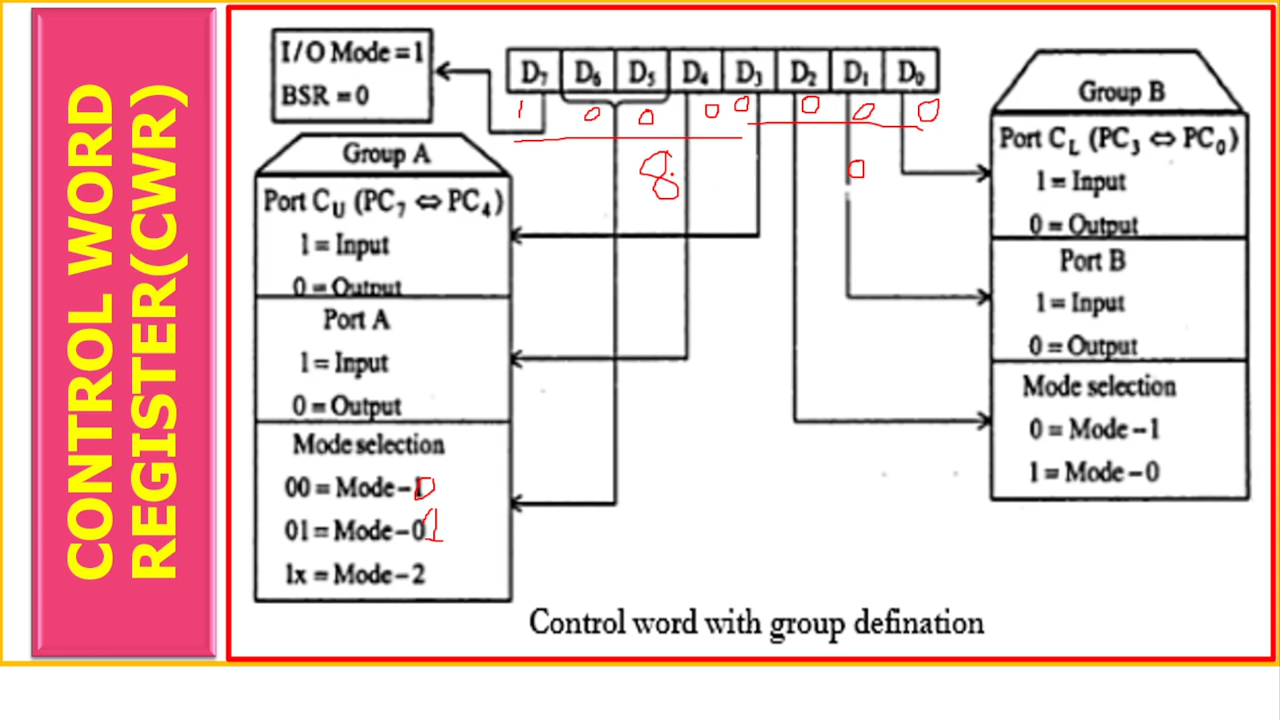 CONTROL WORD
REGISTER(CWR)
I/O Mode = 1
BSR = 0
D7 D6 D5 D4 D3 D2 D1 D0
1 0 0 0 0 0 0 0
8
0
Group A
Port CU (PC7 ⇔ PC4)
1 = Input
0 = Output
Port A
1 = Input
0 = Output
Mode selection
00 = Mode – 0
01 = Mode – 0 1
1x = Mode – 2
Group B
Port CL (PC3 ⇔ PC0)
1 = Input
0 = Output
Port B
1 = Input
0 = Output
Mode selection
0 = Mode – 1
1 = Mode – 0
Control word with group defination